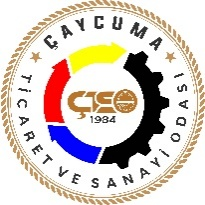 ÇAYCUMA
ÇTSO
1984
TİCARET VE SANAYİ ODASI